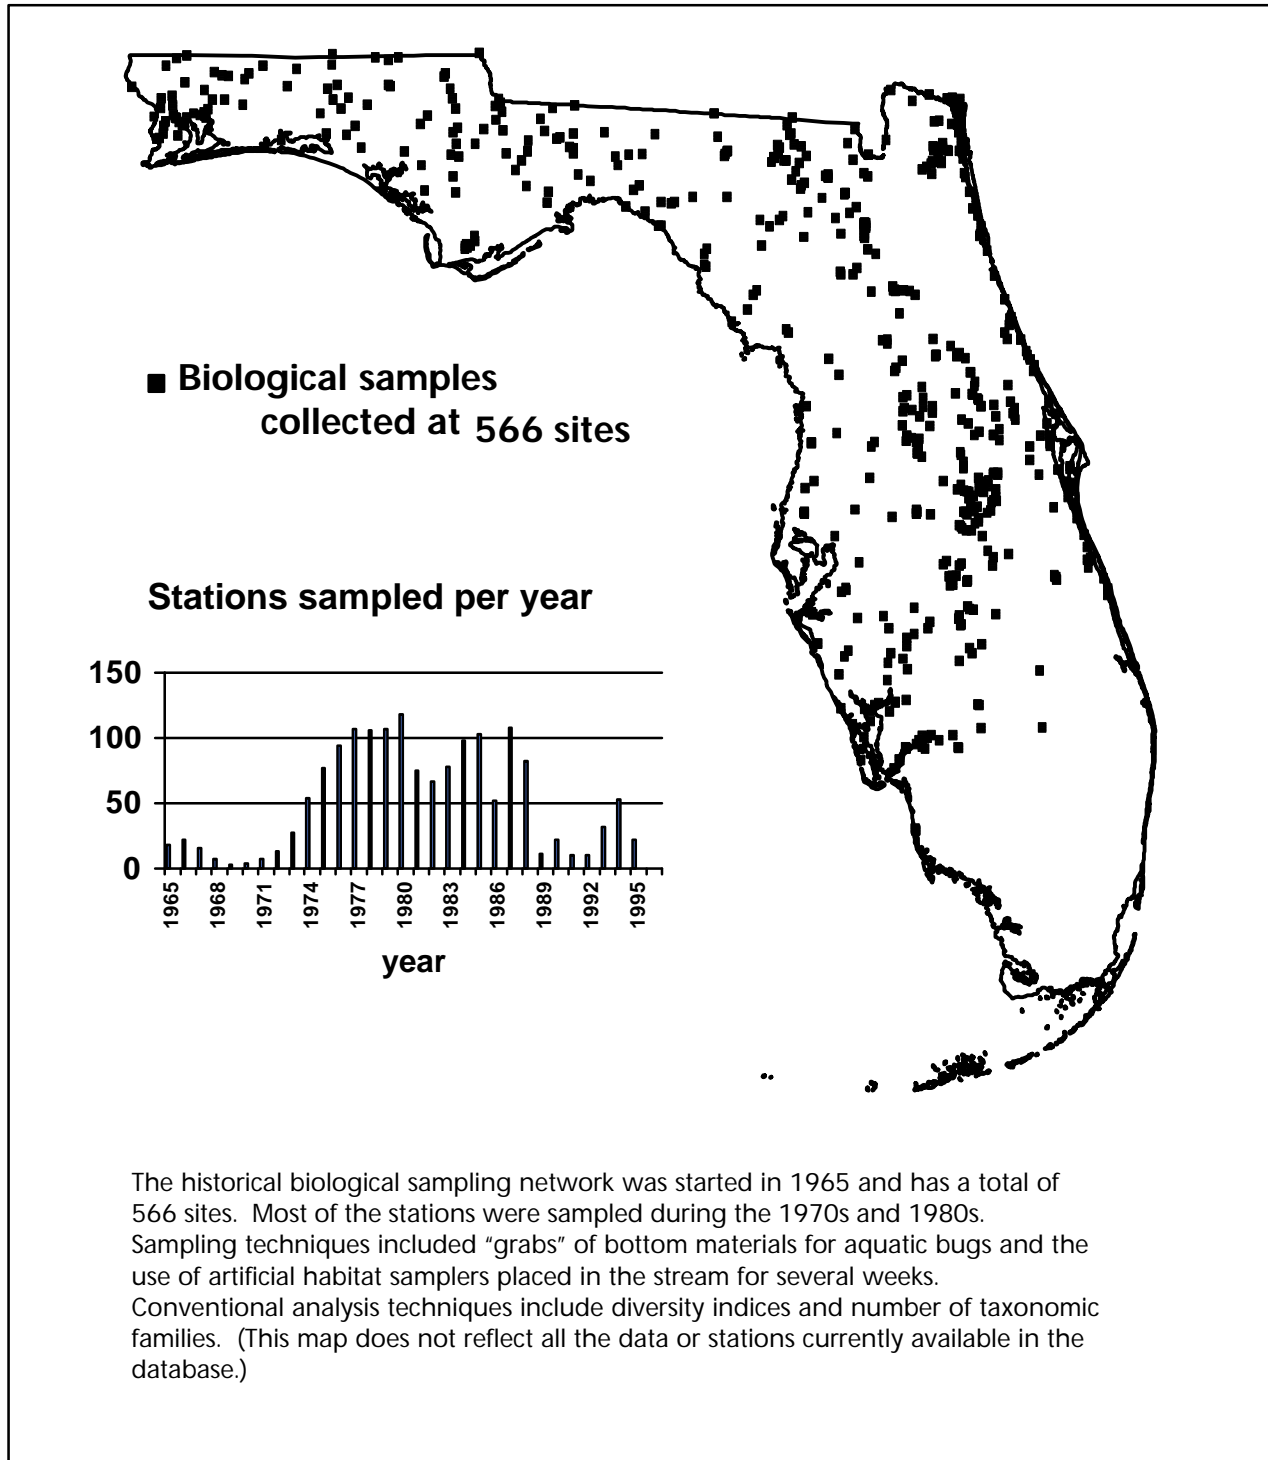 Biological samples
collected at 566 sites
Stations sampled per year
150
100
50
0
1965
1968
1971
1974
1977
1980
1983
1986
1989
1992
1995
year
The historical biological sampling network was started in 1965 and has a total of
566 sites.  Most of the stations were sampled during the 1970s and 1980s.
Sampling techniques included “grabs” of bottom materials for aquatic bugs and the
use of artificial habitat samplers placed in the stream for several weeks.
Conventional analysis techniques include diversity indices and number of taxonomic
families.  (This map does not reflect all the data or stations currently available in the
database.)